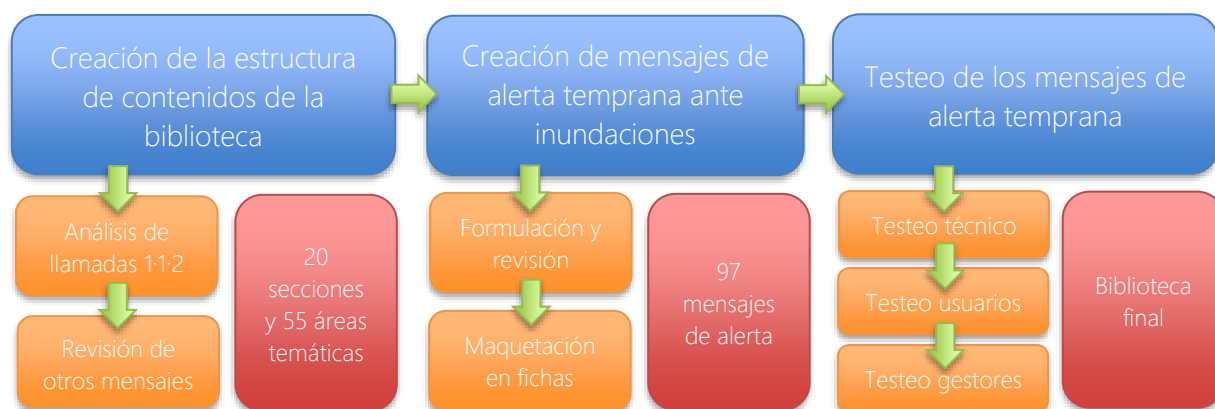 Creación de la estructura
de contenidos de la
biblioteca
Creación de mensajes de
alerta temprana ante
inundaciones
Testeo de los mensajes de
alerta temprana
Análisis de
llamadas 1·1·2
Revisión de
otros mensajes
20
secciones
y 55 áreas
temáticas
Formulación y
revisión
Maquetación
en fichas
97
mensajes
de alerta
Testeo técnico
Testeo usuarios
Testeo gestores
Biblioteca
final